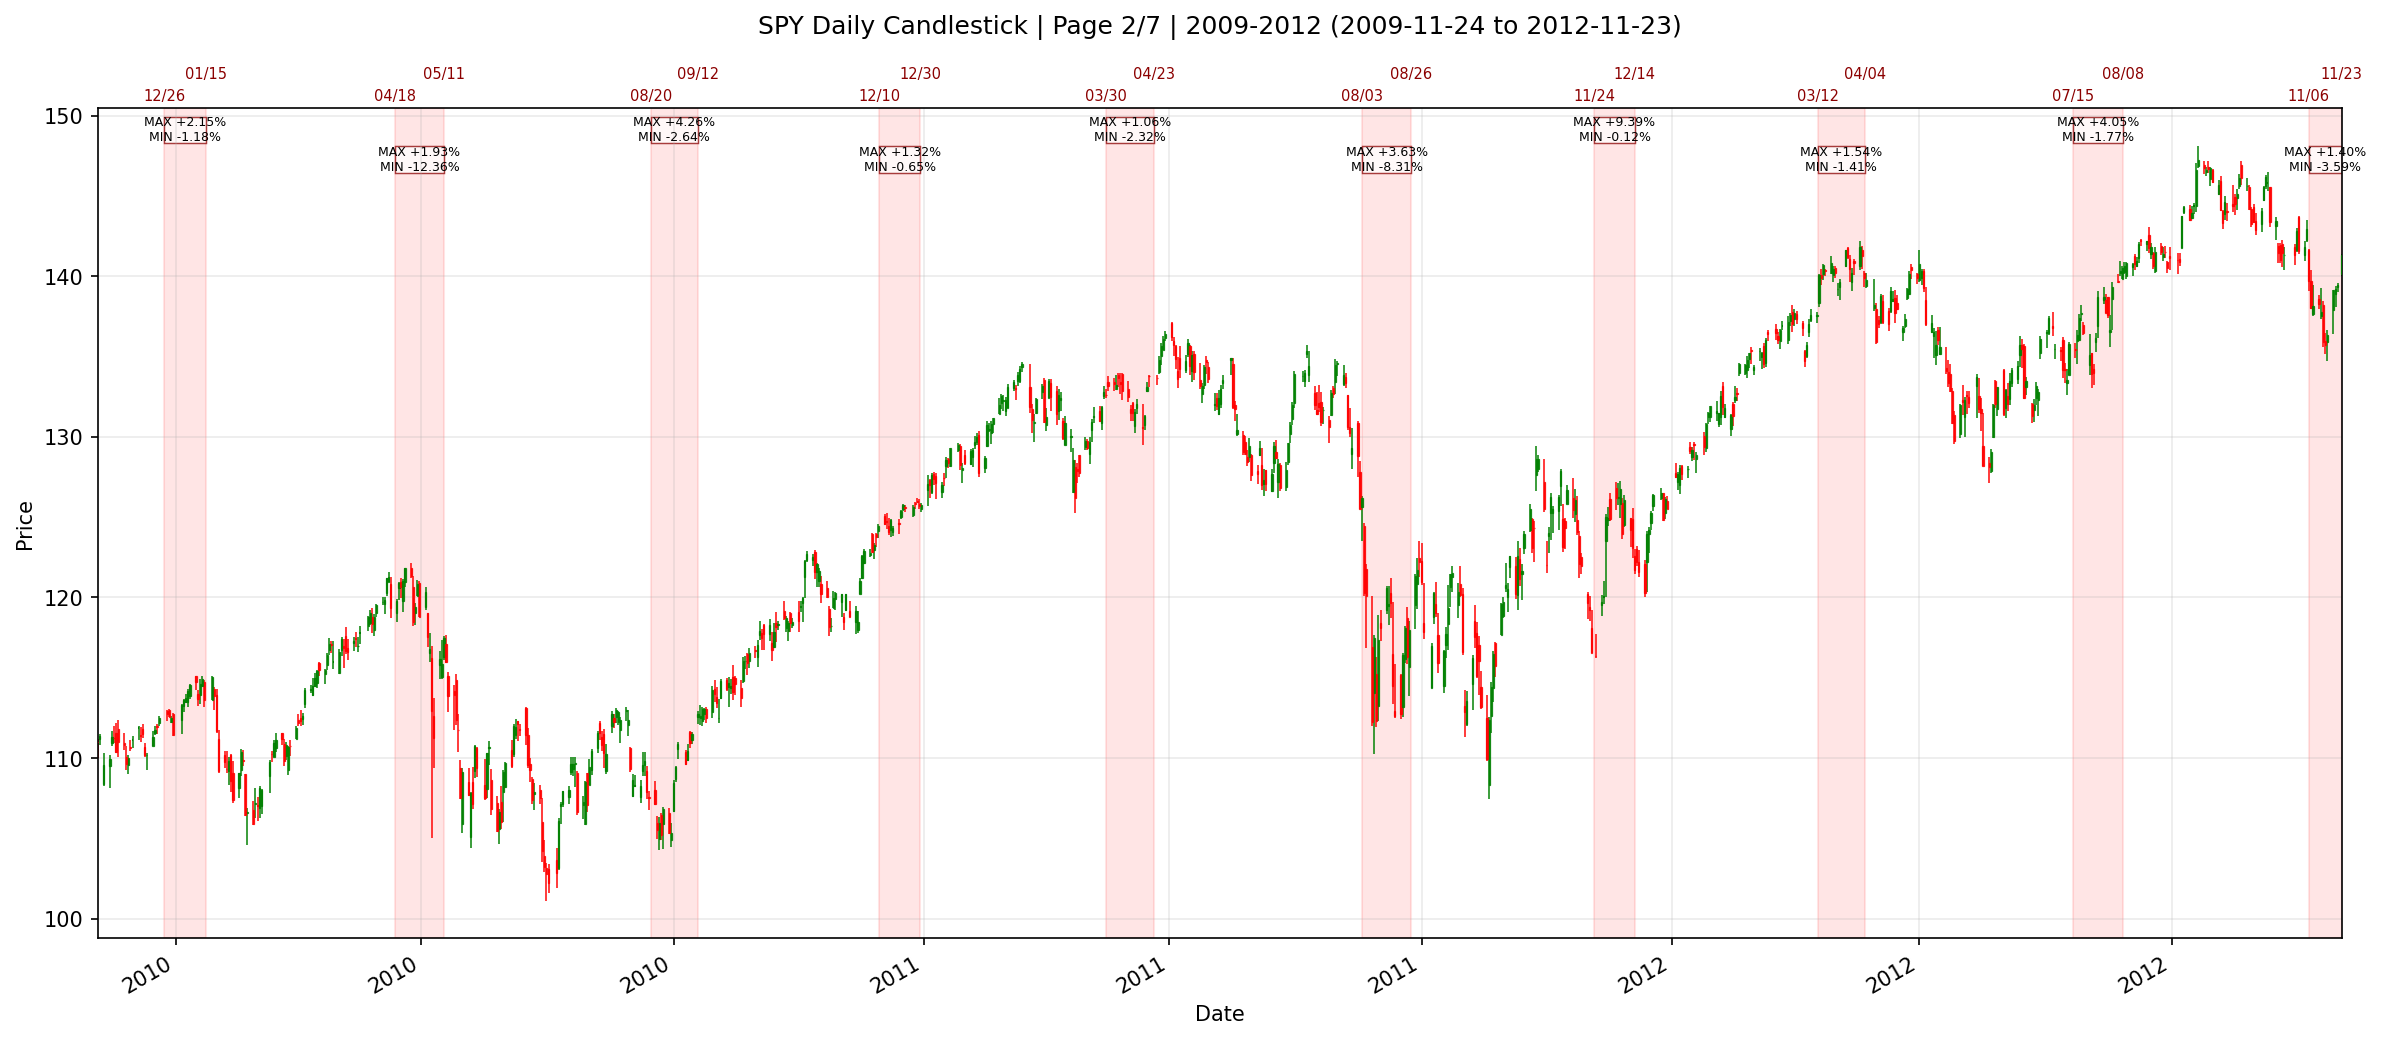 SPY Daily Candlestick | Page 2/7 | 2009-2012 (2009-11-24 to 2012-11-23)
01/15 05/11 09/12 12/30 04/23 08/26 12/14 04/04 08/08 11/23
12/26 04/18 08/20 12/10 03/30 08/03 11/24 03/12 07/15 11/06
150
MAX +2.15% MAX +4.26% MAX +1.06% MAX +9.39% MAX +4.05%
MIN -1.18% MIN -2.64% MIN -2.32% MIN -0.12% MIN -1.77%
MAX +1.93% MAX +1.32% MAX +3.63% MAX +1.54% MAX +1.40%
MIN -12.36% MIN -0.65% MIN -8.31% MIN -1.41% MIN -3.59%
140
130
Price
120
110
100
2010 2010 2010 2011 2011 2011 2012 2012 2012
Date